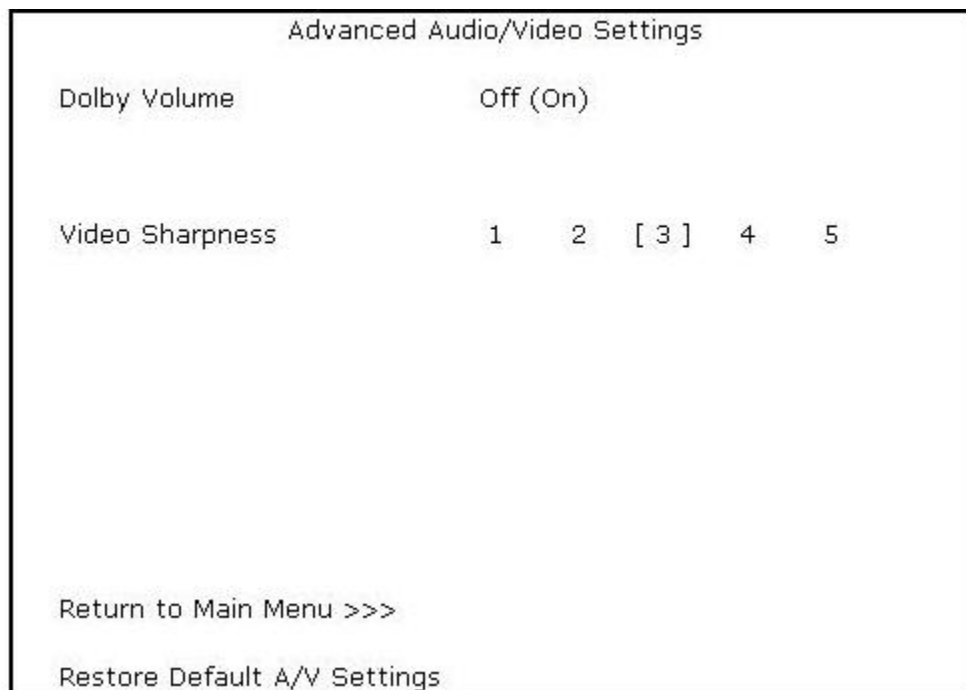 Advanced Audio/Video Settings
Dolby Volume Off (On)
Video Sharpness 1 2 [ 3 ] 4 5
Return to Main Menu >>>
Restore Default A/V Settings